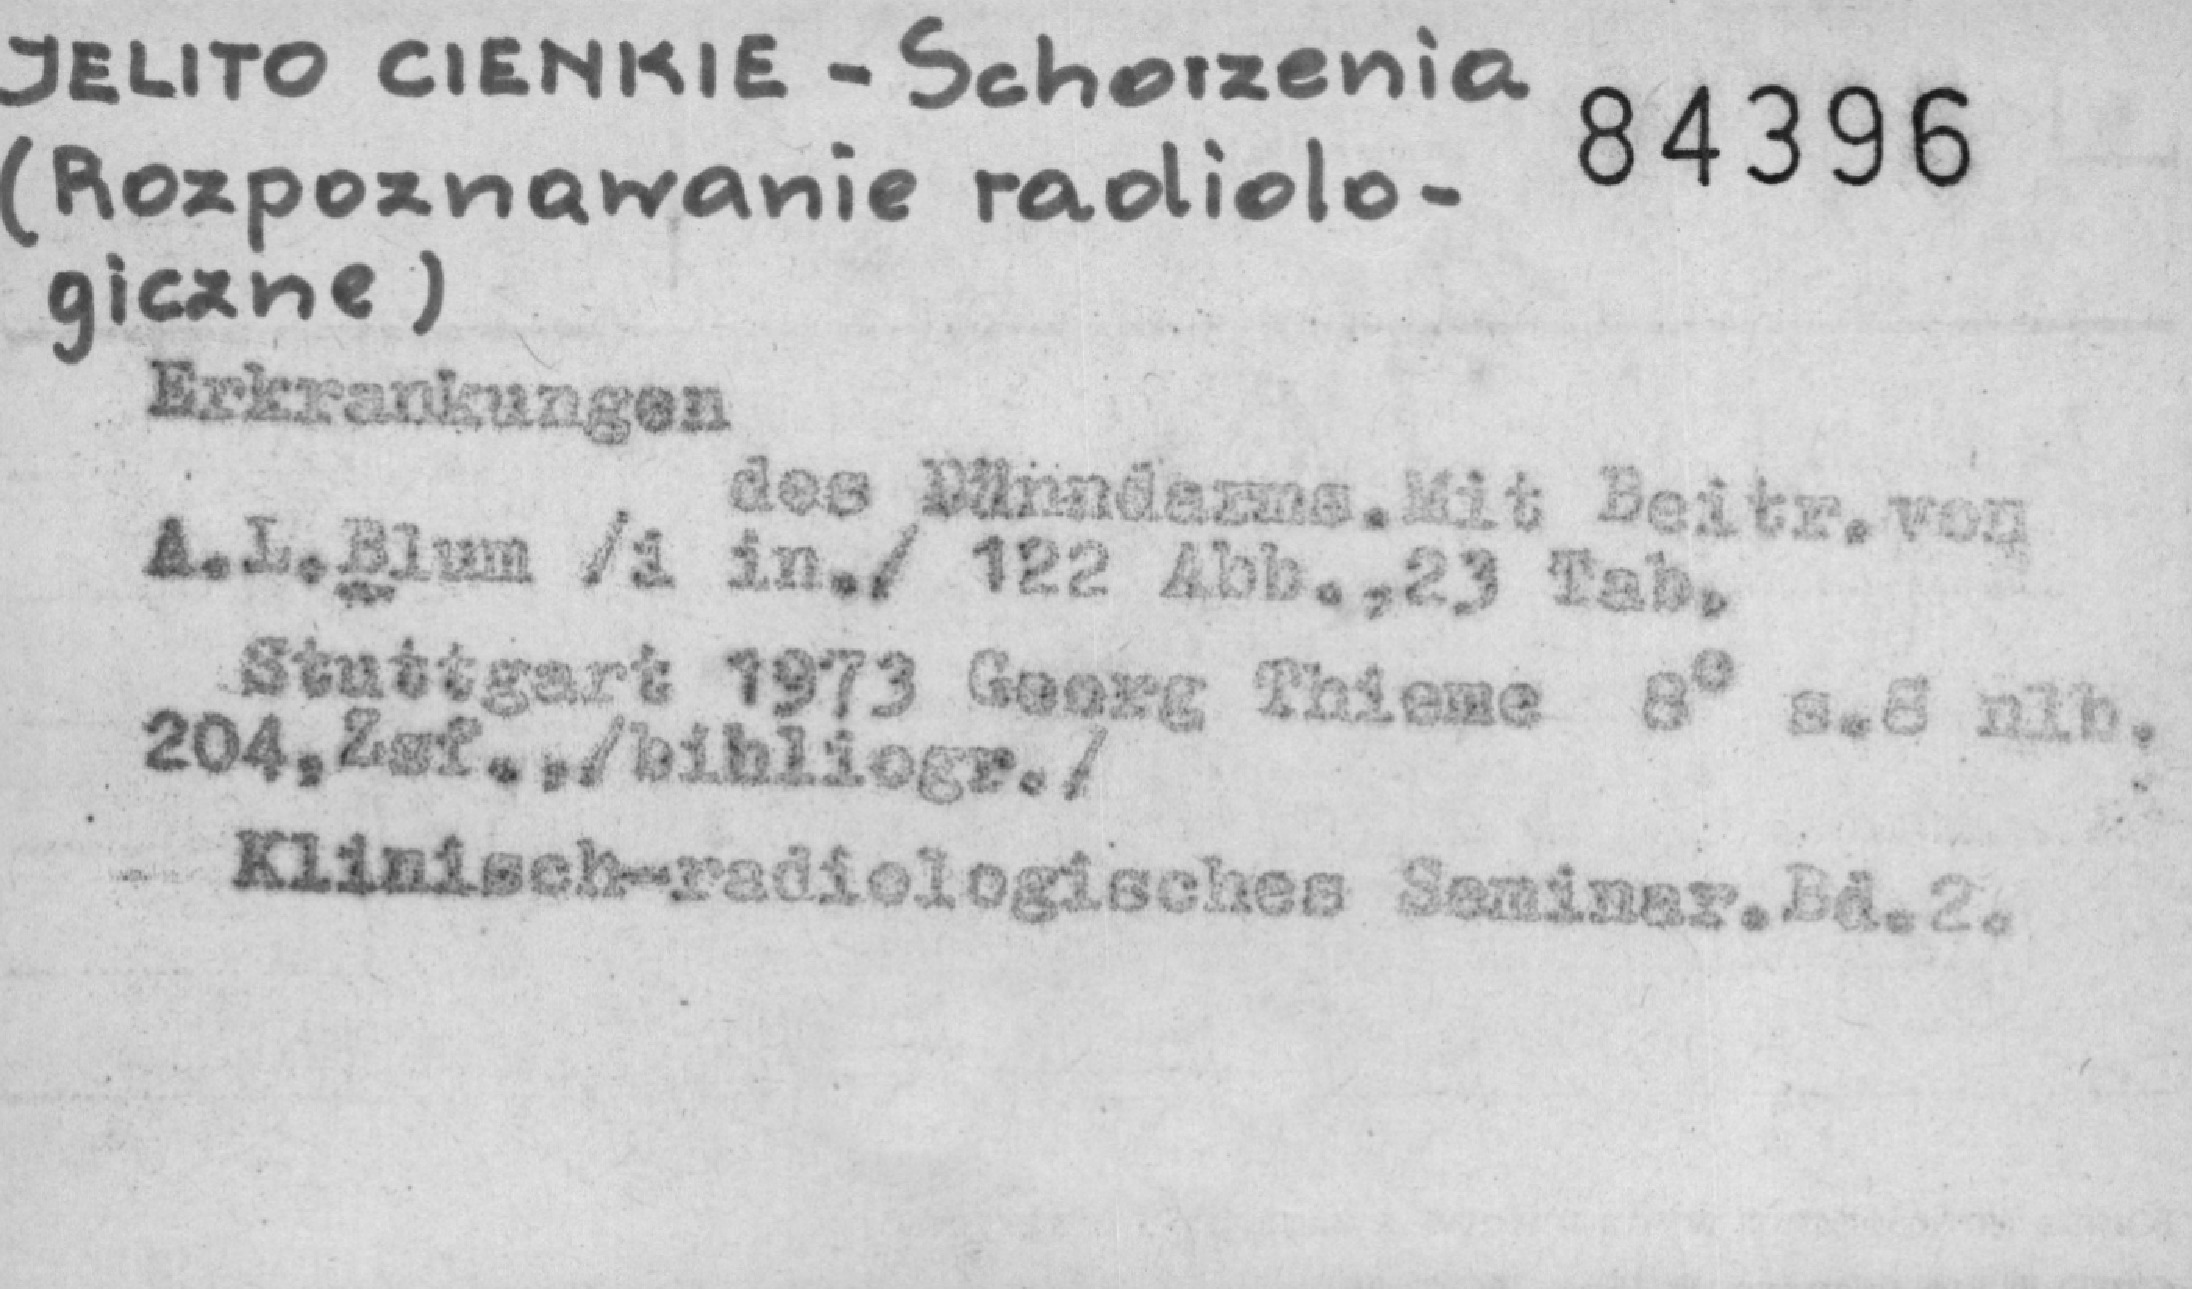 JELITO CIENKIE - Schorzenia
84396
(Rozpoznawanie radiolo-
giczne)
Erkrankungen
des Dünndarms.Mit Beitr.von
A.L.Blum /i in./ 122 Abb.,23 Tab.
Stuttgart 1973 Georg Thieme 8° s.8 nlb.
204,Zsf.,/bibliogr./
Klinisch-radiologisches Seminar.Bd.2.